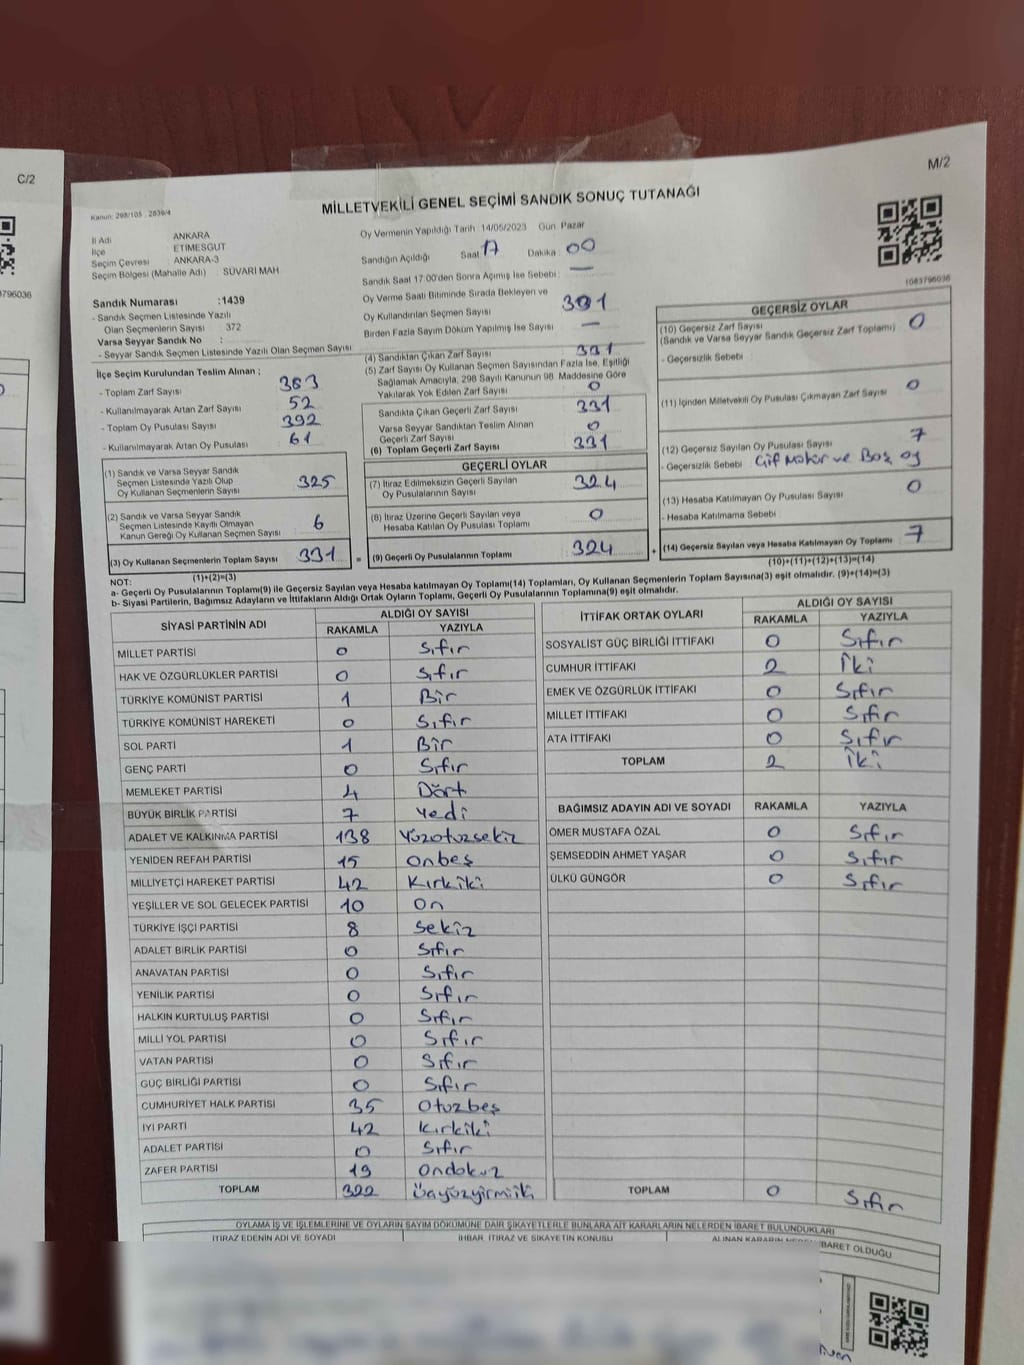 C/2
M/2
MİLLETVEKİLİ GENEL SEÇİMİ SANDIK SONUÇ TUTANAĞI
Kanun: 298/105 , 2839/4
İl Adı ANKARA
İlçe ETİMESGUT
Seçim Çevresi : ANKARA-3
Seçim Bölgesi (Mahalle Adı) : SÜVARİ MAH
Sandık Numarası :1439
- Sandık Seçmen Listesinde Yazılı
Olan Seçmenlerin Sayısı : 372
Varsa Seyyar Sandık No :
- Seyyar Sandık Seçmen Listesinde Yazılı Olan Seçmen Sayısı
Oy Vermenin Yapıldığı Tarih :14/05/2023 Gün: Pazar
Sandığın Açıldığı Saat 17 Dakika : 00
Sandık Saat 17:00'den Sonra Açılmış İse Sebebi : —
Oy Verme Saati Bitiminde Sırada Bekleyen ve
Oy Kullandırılan Seçmen Sayısı :
Birden Fazla Sayım Döküm Yapılmış İse Sayısı : —
İlçe Seçim Kurulundan Teslim Alınan ;
- Toplam Zarf Sayısı : 383
- Kullanılmayarak Artan Zarf Sayısı : 52
- Toplam Oy Pusulası Sayısı : 392
- Kullanılmayarak Artan Oy Pusulası : 61
(4) Sandıktan Çıkan Zarf Sayısı : 331
(5) Zarf Sayısı Oy Kullanan Seçmen Sayısından Fazla İse, Eşitliği
Sağlamak Amacıyla, 298 Sayılı Kanunun 98. Maddesine Göre
Yakılarak Yok Edilen Zarf Sayısı : 0
Sandıkta Çıkan Geçerli Zarf Sayısı : 331
Varsa Seyyar Sandıktan Teslim Alınan
Geçerli Zarf Sayısı : 0
(6) Toplam Geçerli Zarf Sayısı : 331
1083796036
GEÇERSİZ OYLAR
(10) Geçersiz Zarf Sayısı : 0
(Sandık ve Varsa Seyyar Sandık Geçersiz Zarf Toplamı)
- Geçersizlik Sebebi :
(11) İçinden Milletvekili Oy Pusulası Çıkmayan Zarf Sayısı : 0
(12) Geçersiz Sayılan Oy Pusulası Sayısı : 7
- Geçersizlik Sebebi : Çif Mühür ve Boş oy
(13) Hesaba Katılmayan Oy Pusulası Sayısı : 0
- Hesaba Katılmama Sebebi :
(14) Geçersiz Sayılan veya Hesaba Katılmayan Oy Toplamı : 7
(10)+(11)+(12)+(13)=(14)
(1) Sandık ve Varsa Seyyar Sandık
Seçmen Listesinde Yazılı Olup
Oy Kullanan Seçmenlerin Sayısı : 325
(2) Sandık ve Varsa Seyyar Sandık
Seçmen Listesinde Kayıtlı Olmayan
Kanun Gereği Oy Kullanan Seçmen Sayısı : 6
(3) Oy Kullanan Seçmenlerin Toplam Sayısı : 331
(1)+(2)=(3)
GEÇERLİ OYLAR
(7) İtiraz Edilmeksizin Geçerli Sayılan
Oy Pusulalarının Sayısı : 324
(8) İtiraz Üzerine Geçerli Sayılan veya
Hesaba Katılan Oy Pusulası Toplamı : 0
(9) Geçerli Oy Pusulalarının Toplamı : 324
NOT:
a- Geçerli Oy Pusulalarının Toplamı(9) ile Geçersiz Sayılan veya Hesaba katılmayan Oy Toplamı(14) Toplamları, Oy Kullanan Seçmenlerin Toplam Sayısına(3) eşit olmalıdır. (9)+(14)=(3)
b- Siyasi Partilerin, Bağımsız Adayların ve İttifakların Aldığı Ortak Oyların Toplamı, Geçerli Oy Pusulalarının Toplamına(9) eşit olmalıdır.
SİYASİ PARTİNİN ADI ALDIĞI OY SAYISI
RAKAMLA YAZIYLA
MİLLET PARTİSİ 0 Sıfır
HAK VE ÖZGÜRLÜKLER PARTİSİ 0 Sıfır
TÜRKİYE KOMÜNİST PARTİSİ 1 Bir
TÜRKİYE KOMÜNİST HAREKETİ 0 Sıfır
SOL PARTİ 1 Bir
GENÇ PARTİ 0 Sıfır
MEMLEKET PARTİSİ 4 Dört
BÜYÜK BİRLİK PARTİSİ 7 Yedi
ADALET VE KALKINMA PARTİSİ 138 Yüzotuzsekiz
YENİDEN REFAH PARTİSİ 15 Onbeş
MİLLİYETÇİ HAREKET PARTİSİ 42 Kırkiki
YEŞİLLER VE SOL GELECEK PARTİSİ 10 On
TÜRKİYE İŞÇİ PARTİSİ 8 Sekiz
ADALET BİRLİK PARTİSİ 0 Sıfır
ANAVATAN PARTİSİ 0 Sıfır
YENİLİK PARTİSİ 0 Sıfır
HALKIN KURTULUŞ PARTİSİ 0 Sıfır
MİLLİ YOL PARTİSİ 0 Sıfır
VATAN PARTİSİ 0 Sıfır
GÜÇ BİRLİĞİ PARTİSİ 0 Sıfır
CUMHURİYET HALK PARTİSİ 35 Otuzbeş
İYİ PARTİ 42 Kırkiki
ADALET PARTİSİ 0 Sıfır
ZAFER PARTİSİ 19 Ondokuz
TOPLAM 322 Üçyüzyirmiiki
İTTİFAK ORTAK OYLARI ALDIĞI OY SAYISI
RAKAMLA YAZIYLA
SOSYALİST GÜÇ BİRLİĞİ İTTİFAKI 0 Sıfır
CUMHUR İTTİFAKI 2 İki
EMEK VE ÖZGÜRLÜK İTTİFAKI 0 Sıfır
MİLLET İTTİFAKI 0 Sıfır
ATA İTTİFAKI 0 Sıfır
TOPLAM 2 İki
BAĞIMSIZ ADAYIN ADI VE SOYADI RAKAMLA YAZIYLA
ÖMER MUSTAFA ÖZAL 0 Sıfır
ŞEMSEDDİN AHMET YAŞAR 0 Sıfır
ÜLKÜ GÜNGÖR 0 Sıfır
TOPLAM 0 Sıfır
OYLAMA İŞ VE İŞLEMLERİNE VE OYLARIN SAYIM DÖKÜMÜNE DAİR ŞİKAYETLERLE BUNLARA AİT KARARLARIN NELERDEN İBARET BULUNDUKLARI
İTİRAZ EDENİN ADI VE SOYADI İHBAR, İTİRAZ VE ŞİKAYETİN KONUSU ALINAN KARARIN NEDEN İBARET OLDUĞU